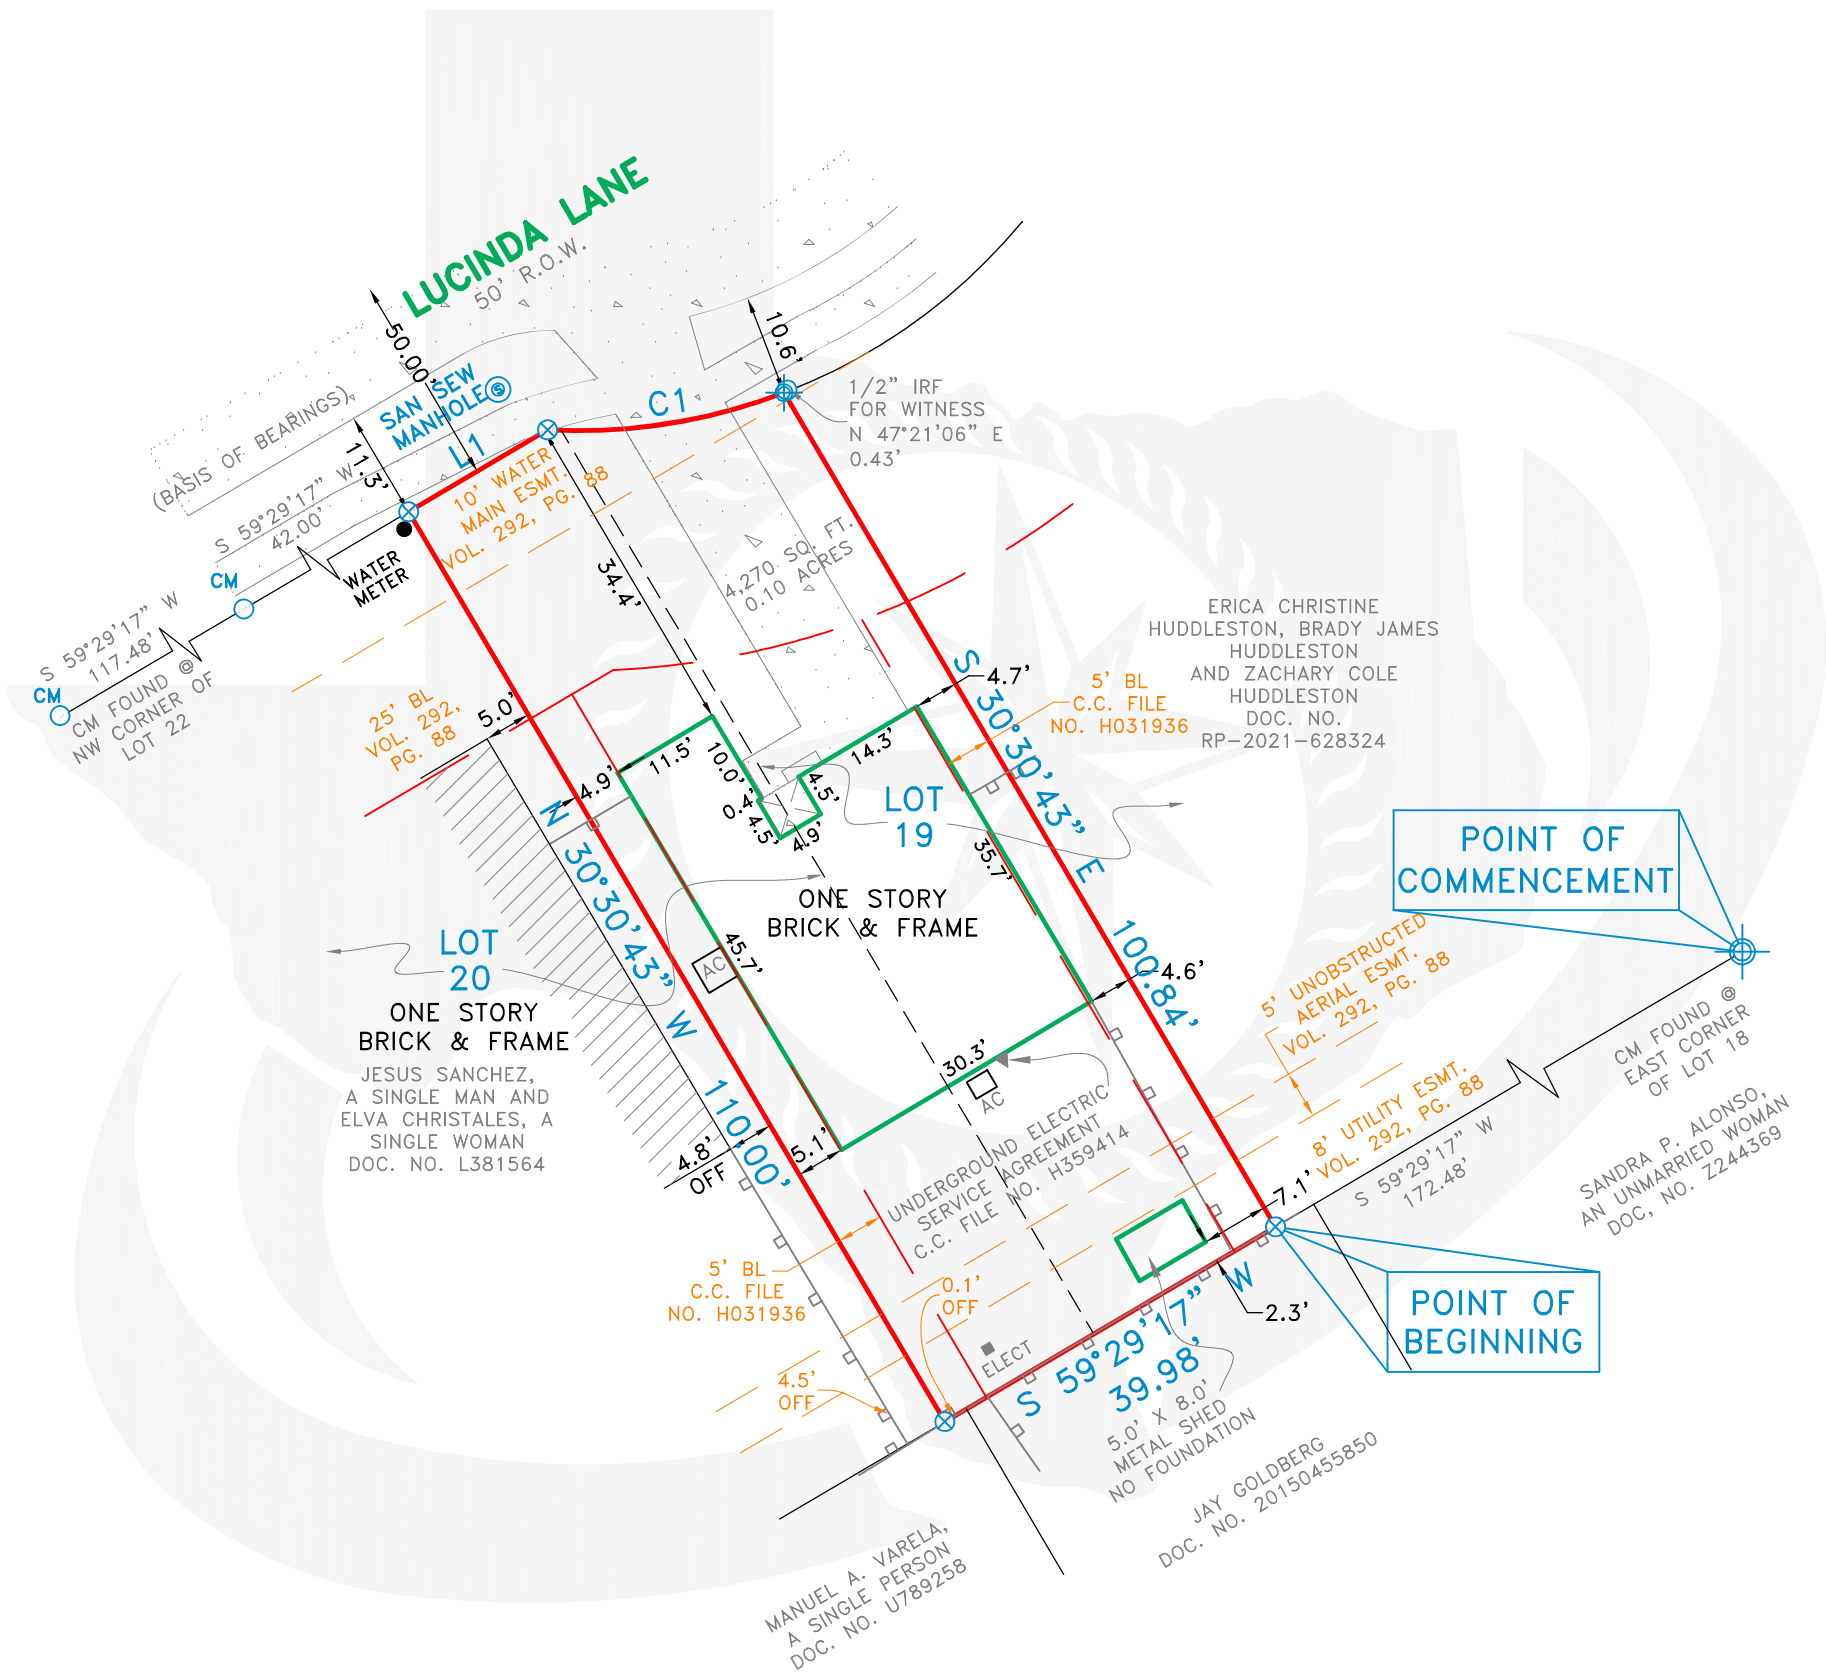 LUCINDA LANE
50' R.O.W.
50.00'
10.6'
SAN SEW
MANHOLE
S
(BASIS OF BEARINGS)
11.3'
L1
C1
1/2" IRF
FOR WITNESS
N 47°21'06" E
0.43'
10' WATER
MAIN ESMT.
VOL. 292, PG. 88
S 59°29'17" W
42.00'
CM
WATER
METER
S 59°29'17" W
117.48'
CM
CM FOUND @
NW CORNER OF
LOT 22
34.4'
4,270 SQ. FT.
0.10 ACRES
ERICA CHRISTINE
HUDDLESTON, BRADY JAMES
HUDDLESTON
AND ZACHARY COLE
HUDDLESTON
DOC. NO.
RP-2021-628324
25' BL
VOL. 292,
PG. 88
5.0'
4.7'
5' BL
C.C. FILE
NO. H031936
S 30°30'43" E 100.84'
4.9'
11.5'
10.0'
0.4'
4.5'
4.9'
4.5'
14.3'
LOT
19
35.7'
N 30°30'43" W 110.00'
POINT OF
COMMENCEMENT
ONE STORY
BRICK & FRAME
LOT
20
ONE STORY
BRICK & FRAME
JESUS SANCHEZ,
A SINGLE MAN AND
ELVA CHRISTALES, A
SINGLE WOMAN
DOC. NO. L381564
AC
45.7'
4.6'
30.3'
AC
5' UNOBSTRUCTED
AERIAL ESMT.
VOL. 292, PG. 88
CM FOUND @
EAST CORNER
OF LOT 18
8' UTILITY ESMT.
VOL. 292, PG. 88
S 59°29'17" W
172.48'
SANDRA P. ALONSO,
AN UNMARRIED WOMAN
DOC, NO. Z244369
4.8'
OFF
5.1'
UNDERGROUND ELECTRIC
SERVICE AGREEMENT
C.C. FILE NO. H359414
7.1'
5' BL
C.C. FILE
NO. H031936
0.1'
OFF
2.3'
POINT OF
BEGINNING
ELECT
4.5'
OFF
S 59°29'17" W
39.98'
5.0' X 8.0'
METAL SHED
NO FOUNDATION
JAY GOLDBERG
DOC. NO. 20150455850
MANUEL A. VARELA,
A SINGLE PERSON
DOC. NO. U789258